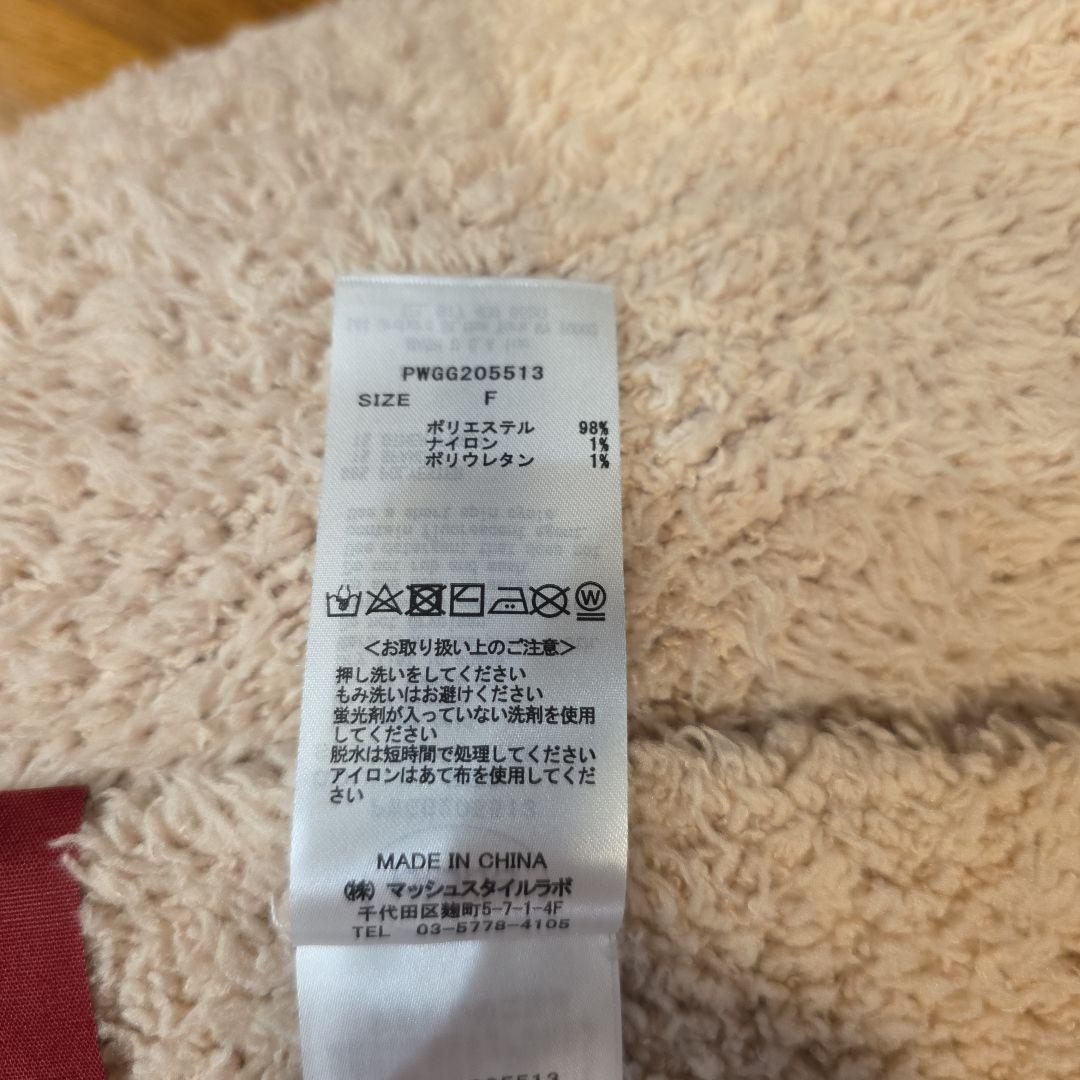 PWGG205513
SIZE F
ポリエステル 98%
ナイロン 1%
ポリウレタン 1%
W
<お取り扱い上のご注意>
押し洗いをしてください
もみ洗いはお避けください
蛍光剤が入っていない洗剤を使用
してください
脱水は短時間で処理してください
アイロンはあて布を使用してくだ
さい
MADE IN CHINA
(株) マッシュスタイルラボ
千代田区麹町5-7-1-4F
TEL 03-5778-4105